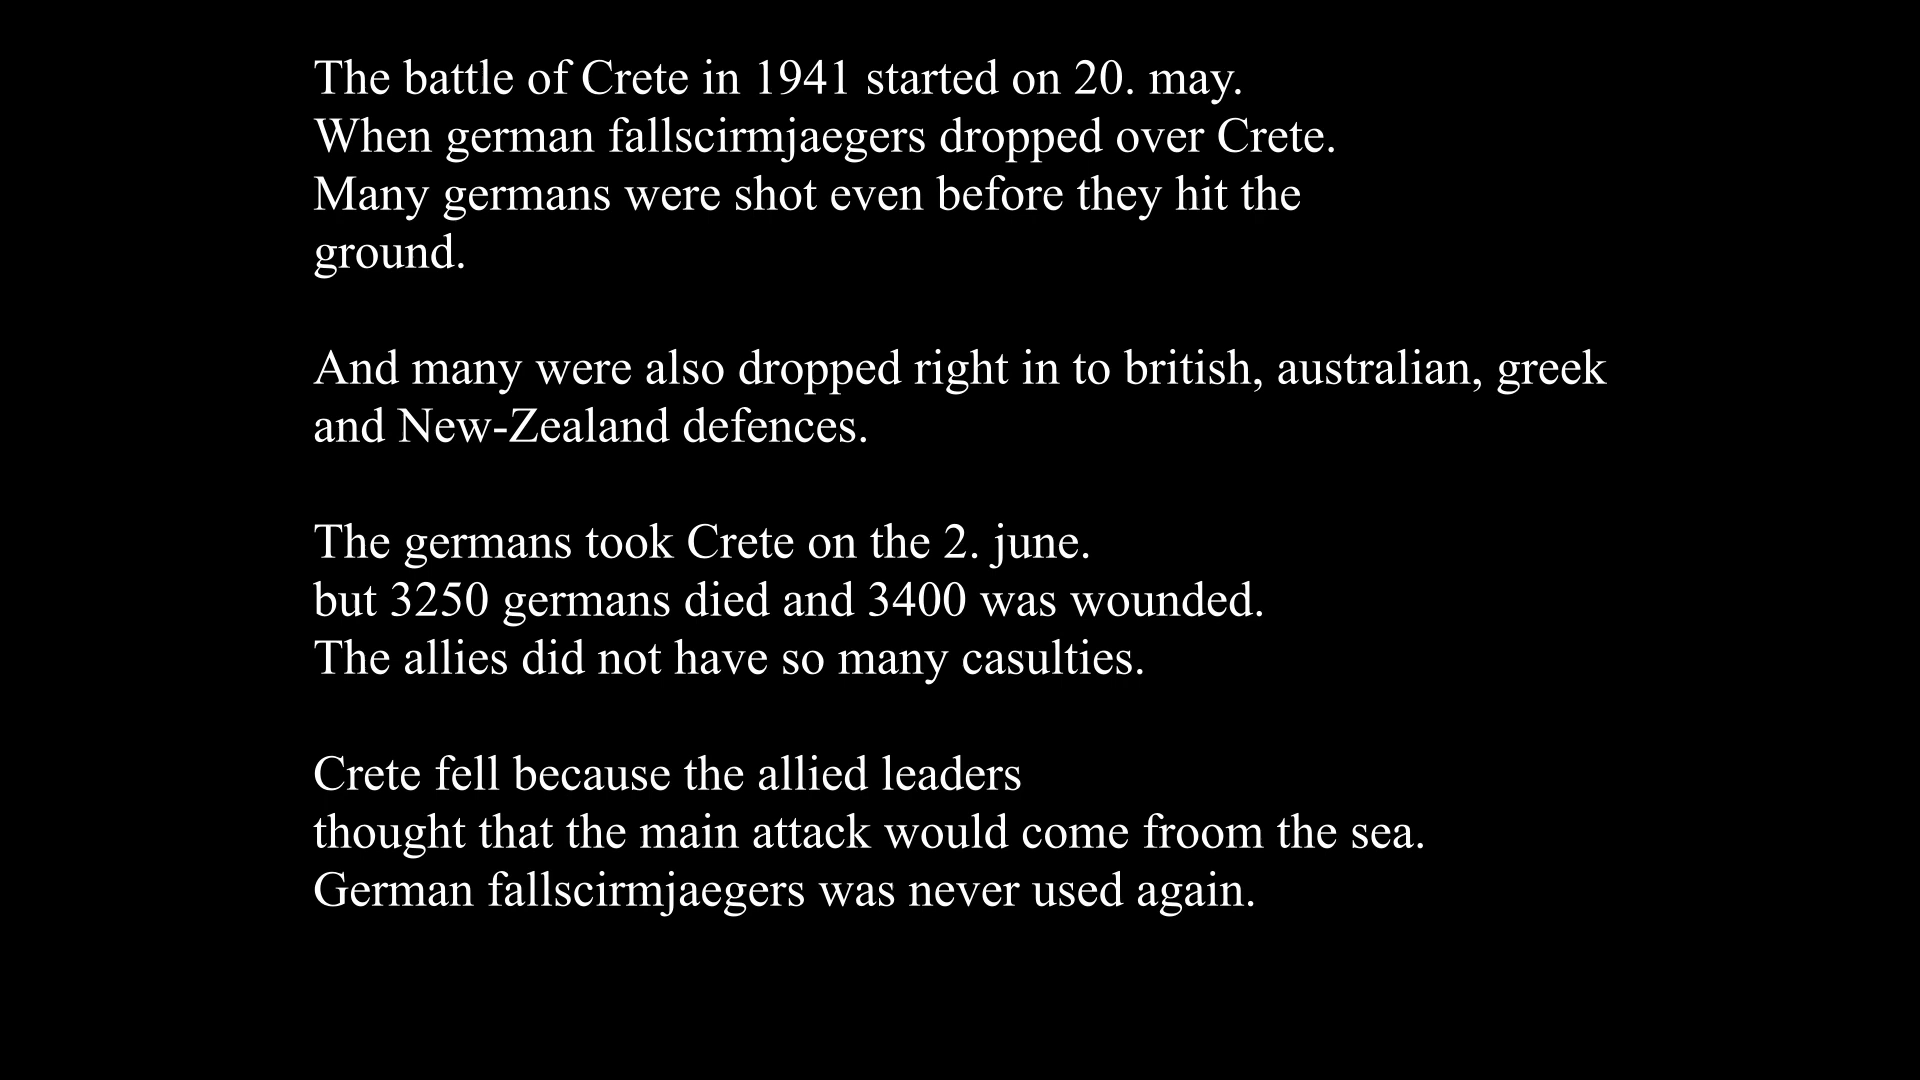 The battle of Crete in 1941 started on 20. may.
When german fallscirmjaegers dropped over Crete.
Many germans were shot even before they hit the
ground.
And many were also dropped right in to british, australian, greek
and New-Zealand defences.
The germans took Crete on the 2. june.
but 3250 germans died and 3400 was wounded.
The allies did not have so many casulties.
Crete fell because the allied leaders
thought that the main attack would come froom the sea.
German fallscirmjaegers was never used again.